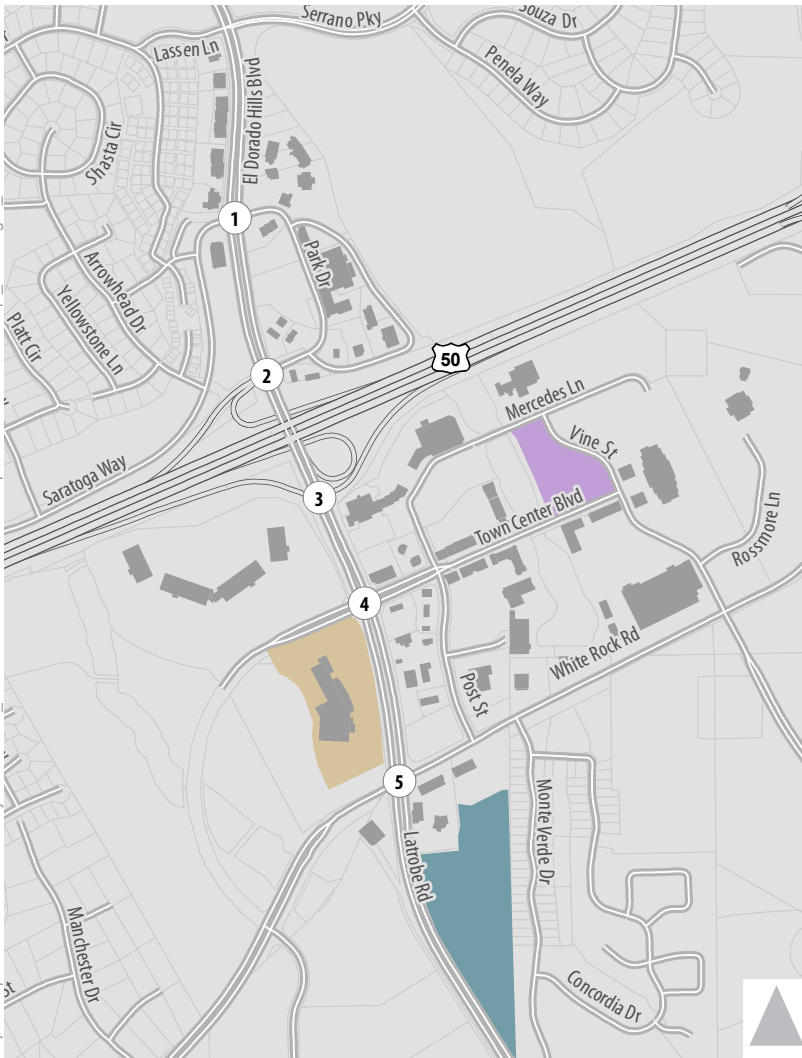 Serrano Pky
Souza Dr
Lassen Ln
Penela Way
El Dorado Hills Blvd
Shasta Cir
1
Park Dr
Arrowhead Dr
Yellowstone Ln
Platt Cir
2
50
Mercedes Ln
Vine St
Saratoga Way
3
Town Center Blvd
Rossmore Ln
4
White Rock Rd
Post St
5
Monte Verde Dr
Latrobe Rd
Manchester Dr
Concordia Dr
St